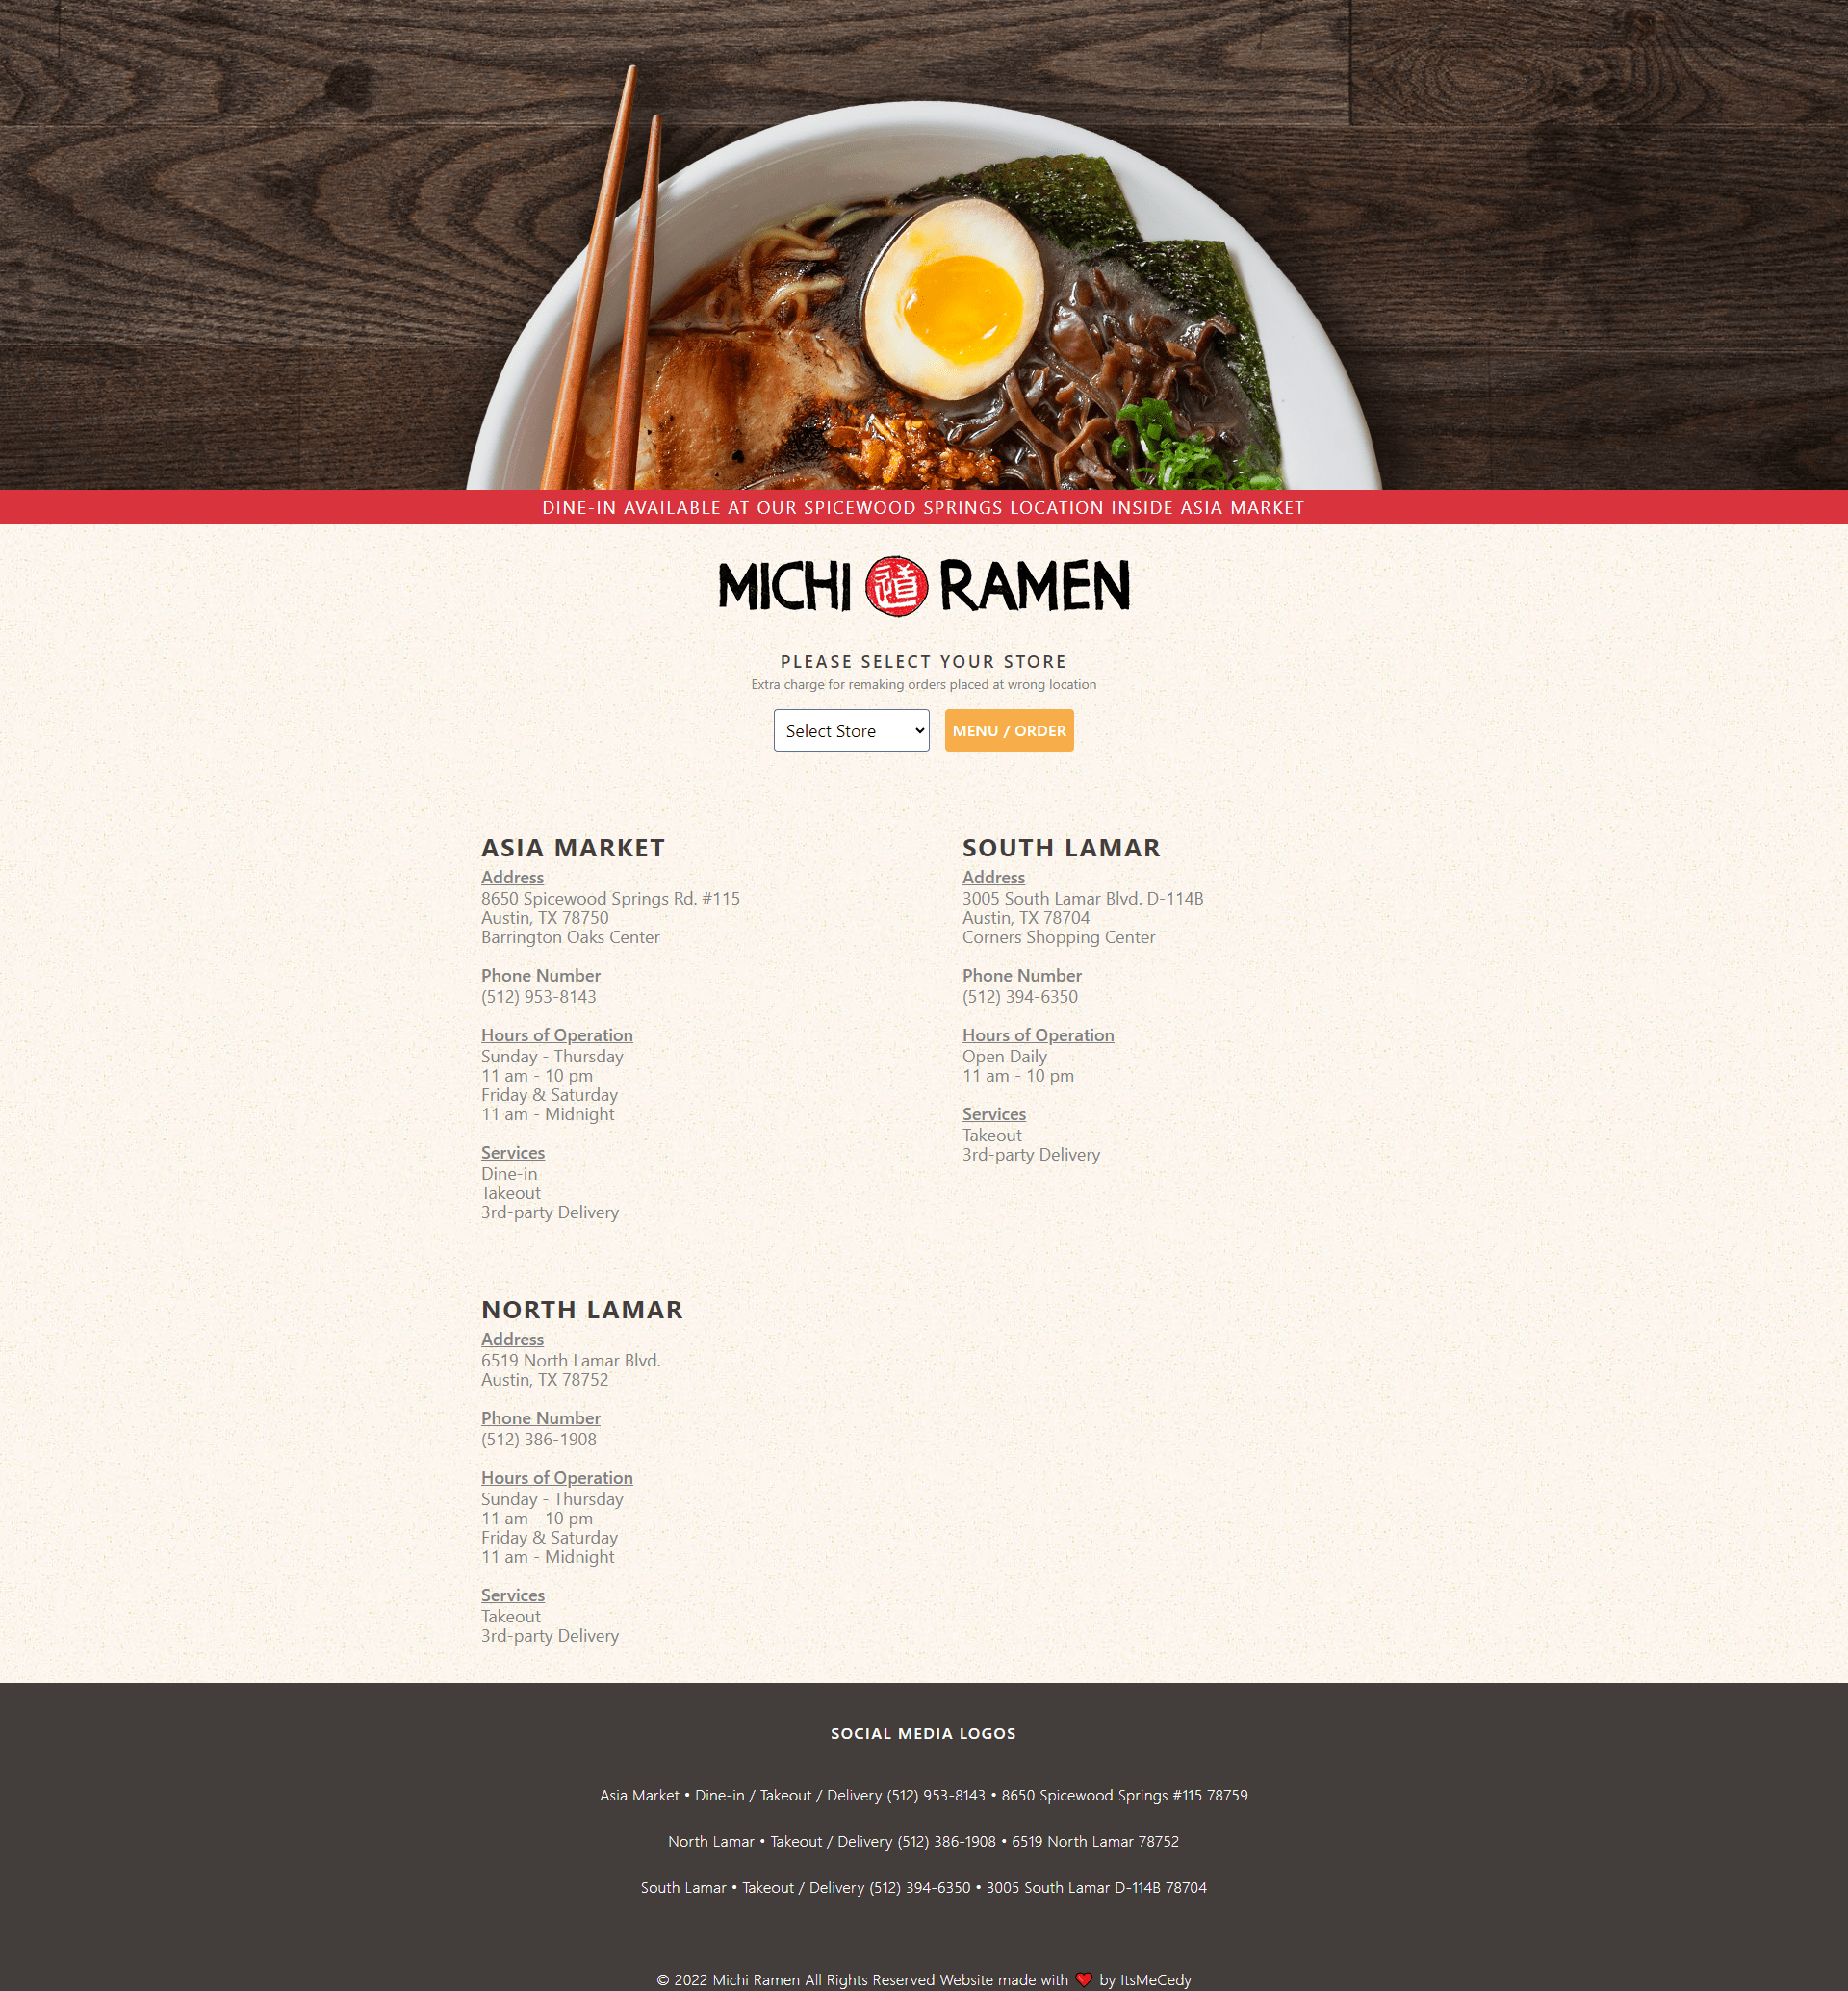 DINE-IN AVAILABLE AT OUR SPICEWOOD SPRINGS LOCATION INSIDE ASIA MARKET
MICHI 道 RAMEN
PLEASE SELECT YOUR STORE
Extra charge for remaking orders placed at wrong location
Select Store
MENU / ORDER
ASIA MARKET
Address
8650 Spicewood Springs Rd. #115
Austin, TX 78750
Barrington Oaks Center
Phone Number
(512) 953-8143
Hours of Operation
Sunday - Thursday
11 am - 10 pm
Friday & Saturday
11 am - Midnight
Services
Dine-in
Takeout
3rd-party Delivery
SOUTH LAMAR
Address
3005 South Lamar Blvd. D-114B
Austin, TX 78704
Corners Shopping Center
Phone Number
(512) 394-6350
Hours of Operation
Open Daily
11 am - 10 pm
Services
Takeout
3rd-party Delivery
NORTH LAMAR
Address
6519 North Lamar Blvd.
Austin, TX 78752
Phone Number
(512) 386-1908
Hours of Operation
Sunday - Thursday
11 am - 10 pm
Friday & Saturday
11 am - Midnight
Services
Takeout
3rd-party Delivery
SOCIAL MEDIA LOGOS
Asia Market • Dine-in / Takeout / Delivery (512) 953-8143 • 8650 Spicewood Springs #115 78759
North Lamar • Takeout / Delivery (512) 386-1908 • 6519 North Lamar 78752
South Lamar • Takeout / Delivery (512) 394-6350 • 3005 South Lamar D-114B 78704
© 2022 Michi Ramen All Rights Reserved Website made with ❤️ by ItsMeCedy